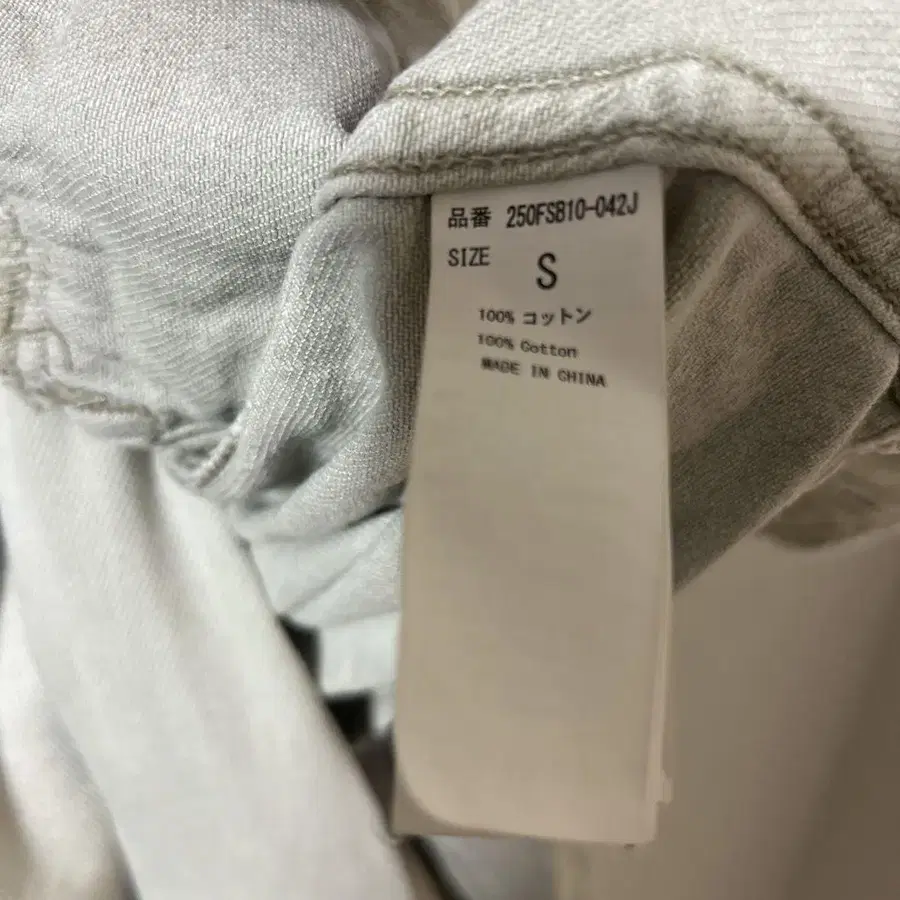 品番 250FSB10-042J
SIZE S
100% コットン
100% Cotton
MADE IN CHINA